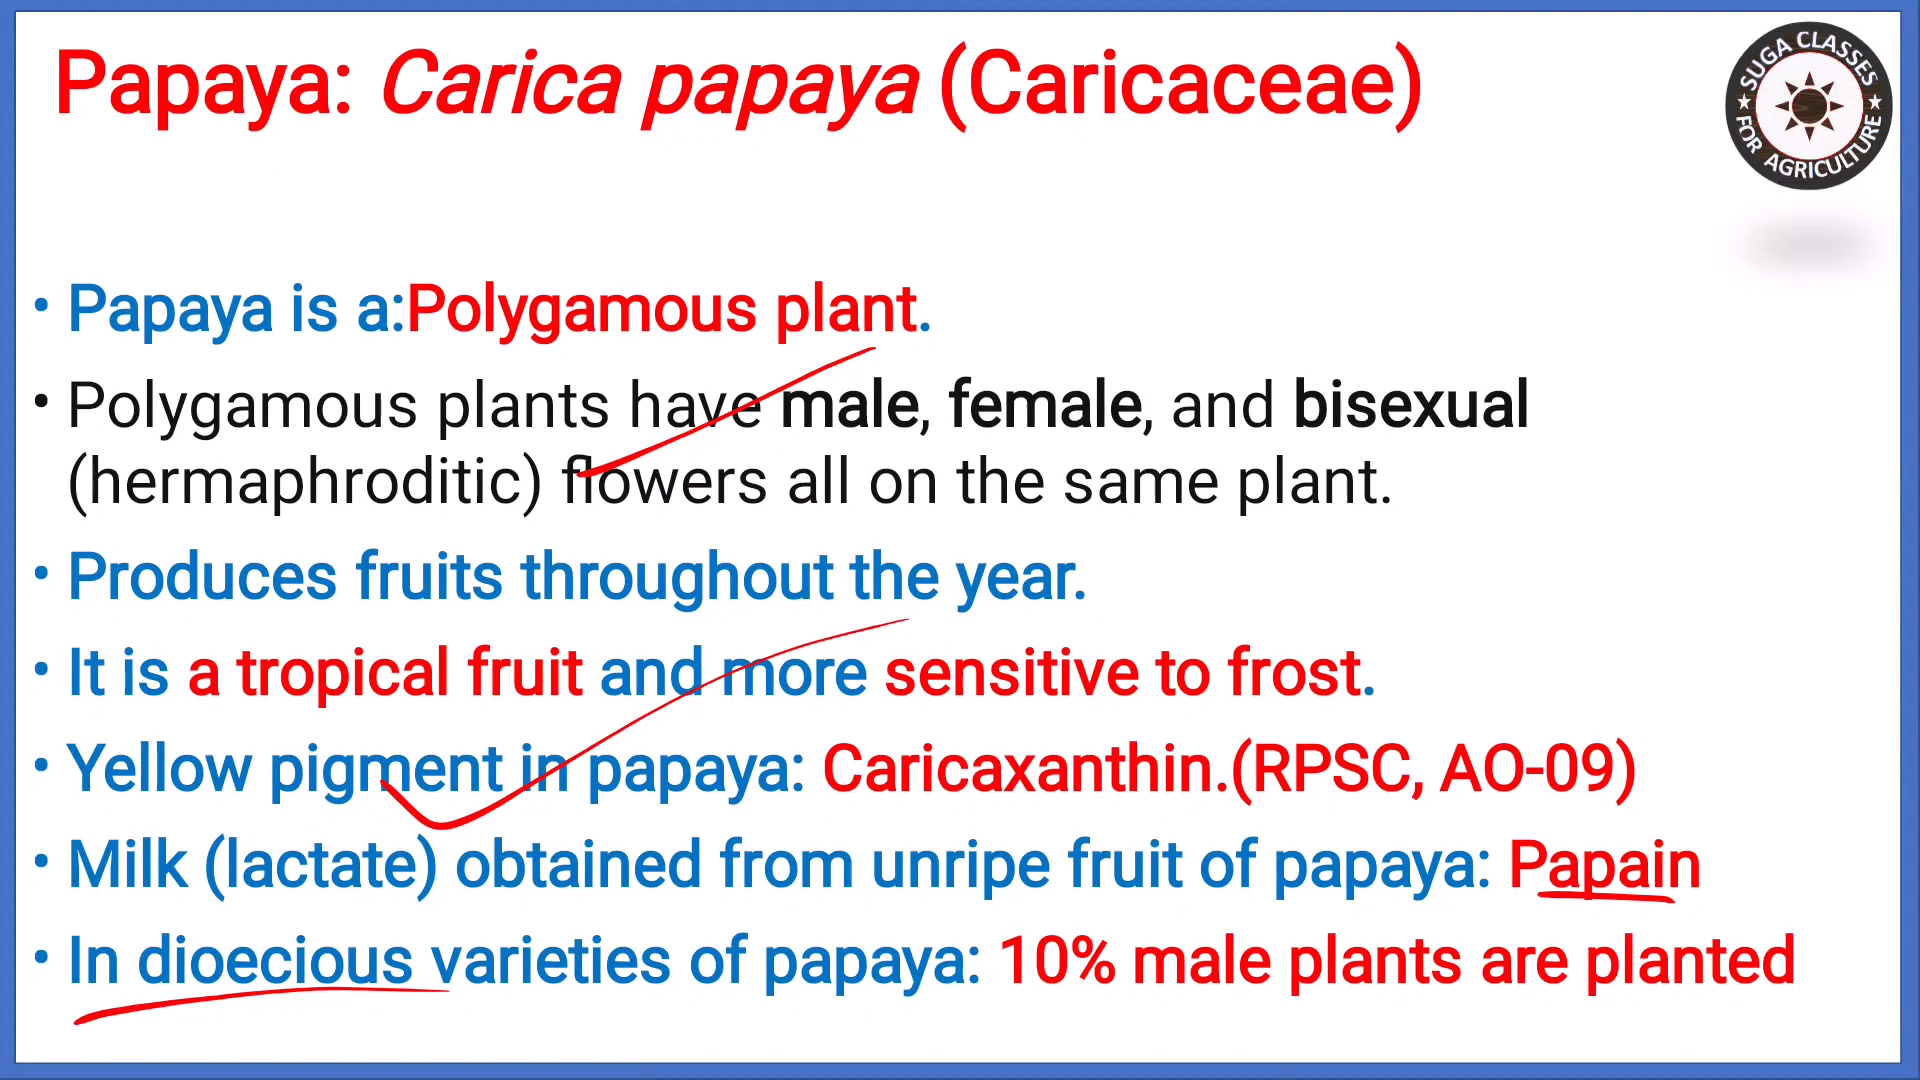 Papaya: Carica papaya (Caricaceae)
SUGA CLASSES
FOR AGRICULTURE
• Papaya is a:Polygamous plant.
• Polygamous plants have male, female, and bisexual
(hermaphroditic) flowers all on the same plant.
• Produces fruits throughout the year.
• It is a tropical fruit and more sensitive to frost.
• Yellow pigment in papaya: Caricaxanthin.(RPSC, AO-09)
• Milk (lactate) obtained from unripe fruit of papaya: Papain
• In dioecious varieties of papaya: 10% male plants are planted